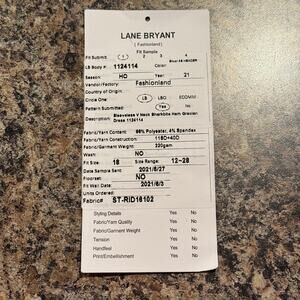 LANE BRYANT
( Fashionland )
Fit Sample
Fit Submit: 1 2 3 4
LB Body #: 1124114 Color:
Season: HO Year: 21
Vendor/Factory: Fashionland
Country of Origin:
Circle One: LB LBO ECOMM
Pattern Submitted: Yes No
Description: Sleeveless V Neck Sharkbite Hem Grecian
Dress 1124114
Fabric/Yarn Content: 96% Polyester, 4% Spandex
Fabric/Yarn Construction: 115D+40D
Fabric/Garment Weight: 220gsm
Wash: NO
Fit Size: 18 Size Range: 12-28
Date Sample Sent: 2021/5/27
Floorset: NO
Fit Wait Date: 2021/6/3
Units Ordered:
Fabric# ST-RID16102
Styling Details Yes No
Fabric/Yarn Quality Yes No
Fabric/Garment Weight Yes No
Tension Yes No
Handfeel Yes No
Print/Embellishment Yes No